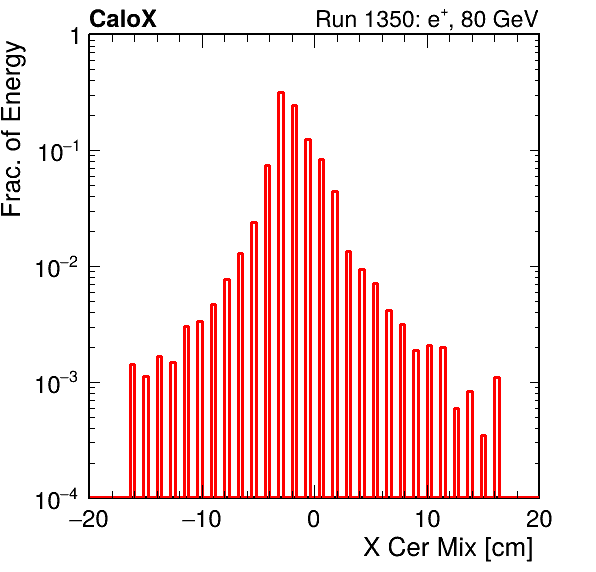 CaloX Run 1350: e⁺, 80 GeV
Frac. of Energy
1
10⁻¹
10⁻²
10⁻³
10⁻⁴
−20 −10 0 10 20
X Cer Mix [cm]